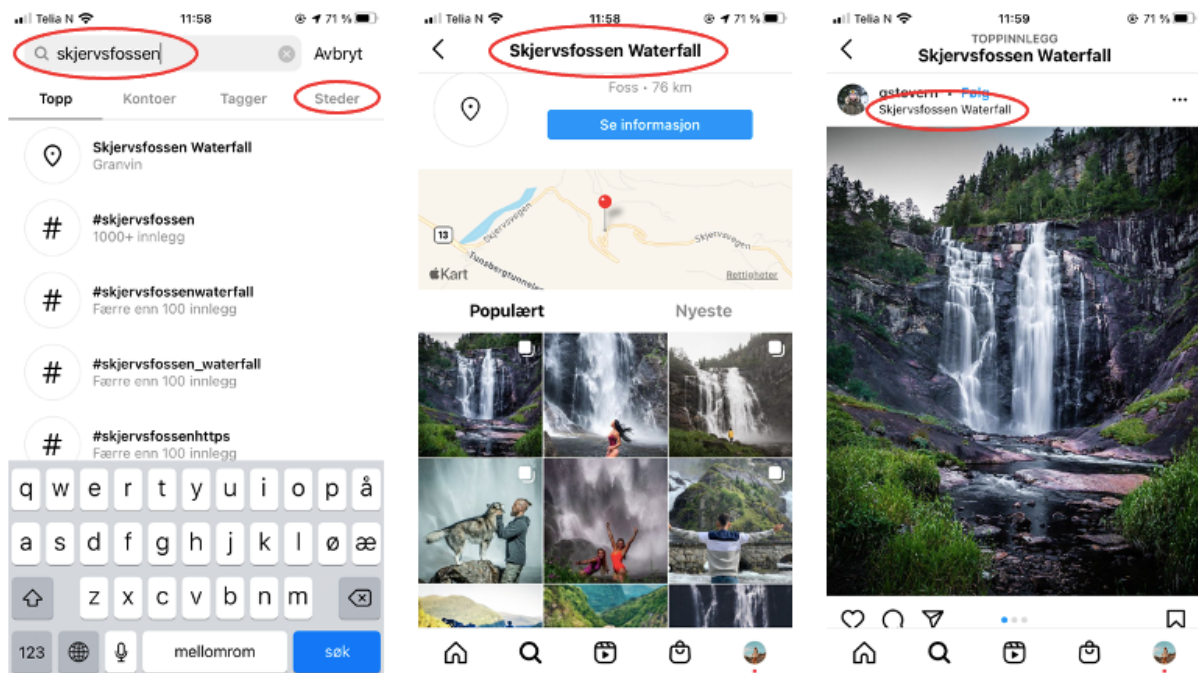 Telia N 11:58 71 %
skjervsfossen
Avbryt
Topp Kontoer Tagger Steder
Skjervsfossen Waterfall
Granvin
#
#skjervsfossen
1000+ innlegg
#
#skjervsfossenwaterfall
Færre enn 100 innlegg
#
#skjervsfossen_waterfall
Færre enn 100 innlegg
#
#skjervsfossenhttps
Færre enn 100 innlegg
q w e r t y u i o p å
a s d f g h j k l ø æ
z x c v b n m
123 mellomrom søk
Telia N 11:58 71 %
Skjervsfossen Waterfall
Foss • 76 km
Se informasjon
Skjervsvegen
13
Skjervsvegen
Tunsbergtunnelen
Kart
Rettigheter
Populært Nyeste
Telia N 11:59 71 %
TOPPINNLEGG
Skjervsfossen Waterfall
Følg
Skjervsfossen Waterfall